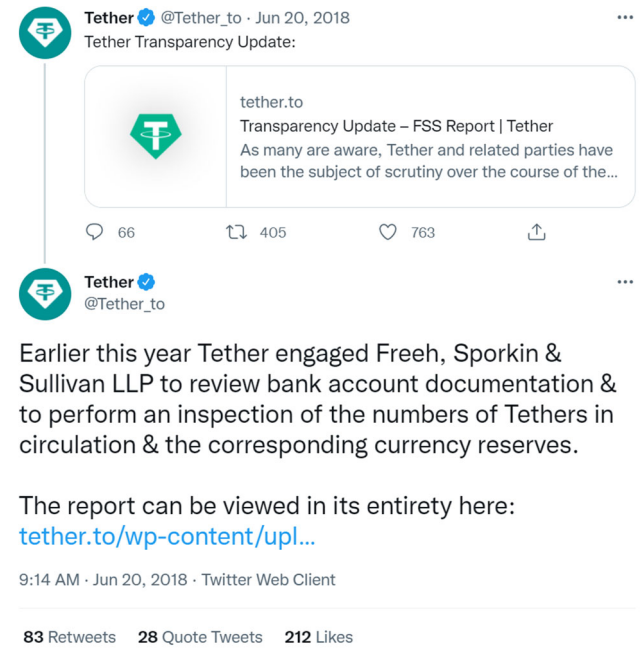 Tether @Tether_to · Jun 20, 2018
Tether Transparency Update:
tether.to
Transparency Update – FSS Report | Tether
As many are aware, Tether and related parties have
been the subject of scrutiny over the course of the...
66 405 763
Tether
@Tether_to
Earlier this year Tether engaged Freeh, Sporkin &
Sullivan LLP to review bank account documentation &
to perform an inspection of the numbers of Tethers in
circulation & the corresponding currency reserves.
The report can be viewed in its entirety here:
tether.to/wp-content/upl...
9:14 AM · Jun 20, 2018 · Twitter Web Client
83 Retweets 28 Quote Tweets 212 Likes